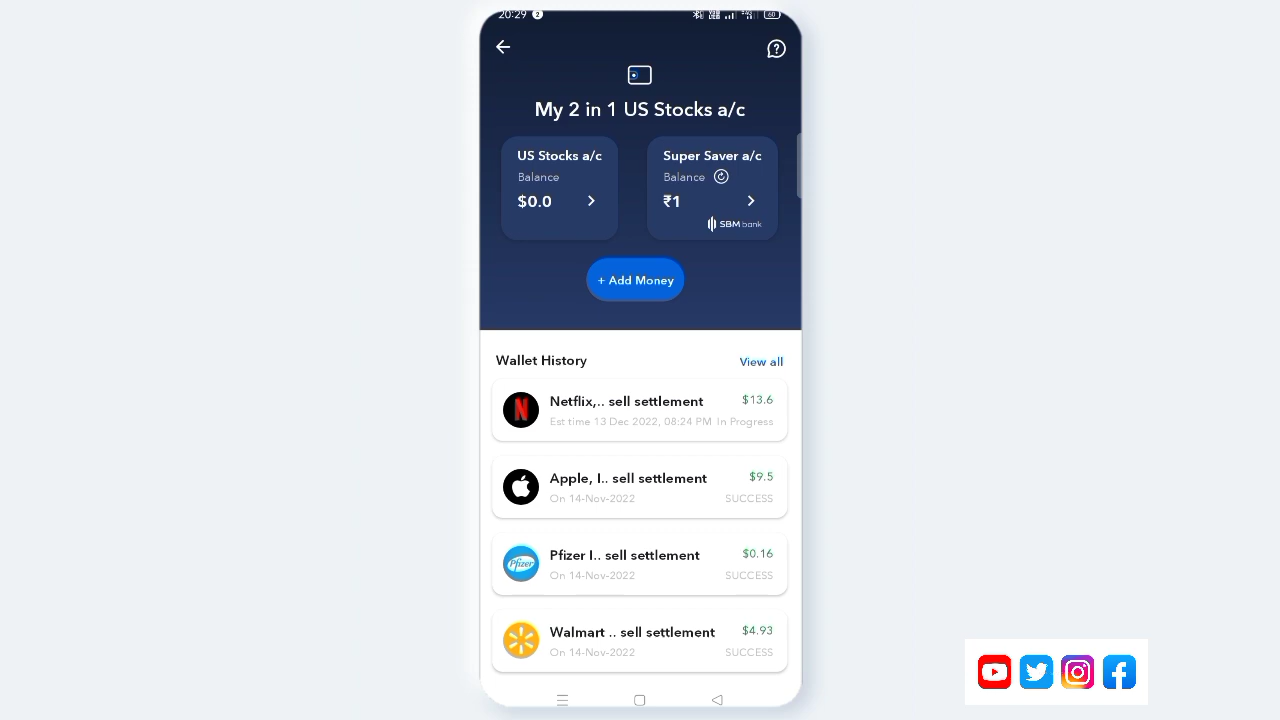 20:29 2
60
My 2 in 1 US Stocks a/c
US Stocks a/c
Balance
$0.0
Super Saver a/c
Balance
₹1
SBM bank
+ Add Money
Wallet History
View all
Netflix,.. sell settlement
$13.6
Est time 13 Dec 2022, 08:24 PM In Progress
Apple, I.. sell settlement
$9.5
On 14-Nov-2022
SUCCESS
Pfizer
Pfizer I.. sell settlement
$0.16
On 14-Nov-2022
SUCCESS
Walmart .. sell settlement
$4.93
On 14-Nov-2022
SUCCESS